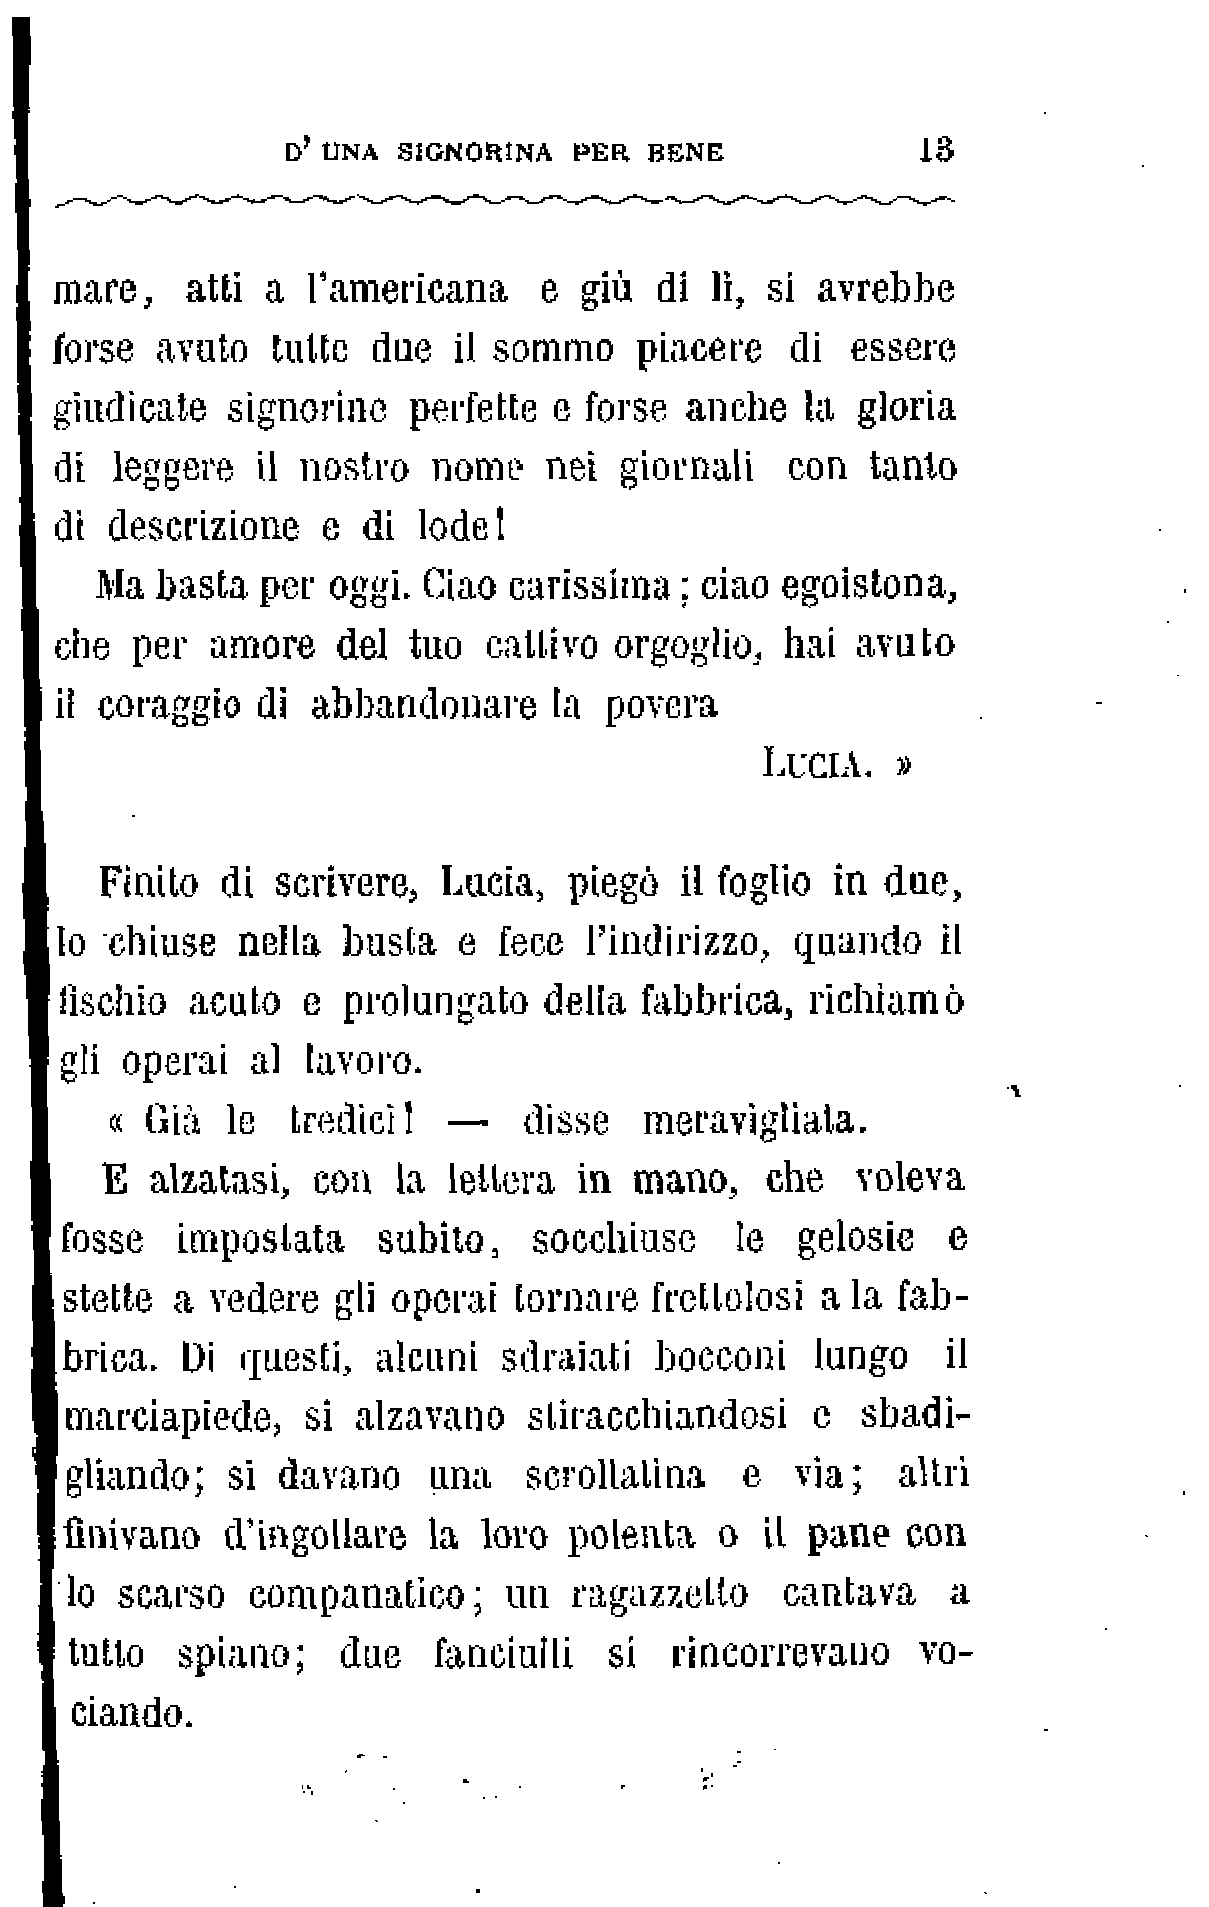 D' UNA SIGNORINA PER BENE 13
mare, atti a l'americana e giù di lì, si avrebbe
forse avuto tutte due il sommo piacere di essere
giudicate signorine perfette e forse anche la gloria
di leggere il nostro nome nei giornali con tanto
di descrizione e di lode!
Ma basta per oggi. Ciao carissima; ciao egoistona,
che per amore del tuo cattivo orgoglio, hai avuto
il coraggio di abbandonare la povera
LUCIA. »
Finito di scrivere, Lucia, piegò il foglio in due,
lo chiuse nella busta e fece l'indirizzo, quando il
fischio acuto e prolungato della fabbrica, richiamò
gli operai al lavoro.
« Già le tredici! — disse meravigliata.
E alzatasi, con la lettera in mano, che voleva
fosse impostata subito, socchiuse le gelosie e
stette a vedere gli operai tornare frettolosi a la fab-
brica. Di questi, alcuni sdraiati bocconi lungo il
marciapiede, si alzavano stiracchiandosi e sbadi-
gliando; si davano una scrollatina e via; altri
finivano d'ingollare la loro polenta o il pane con
lo scarso companatico; un ragazzetto cantava a
tutto spiano; due fanciulli si rincorrevano vo-
ciando.